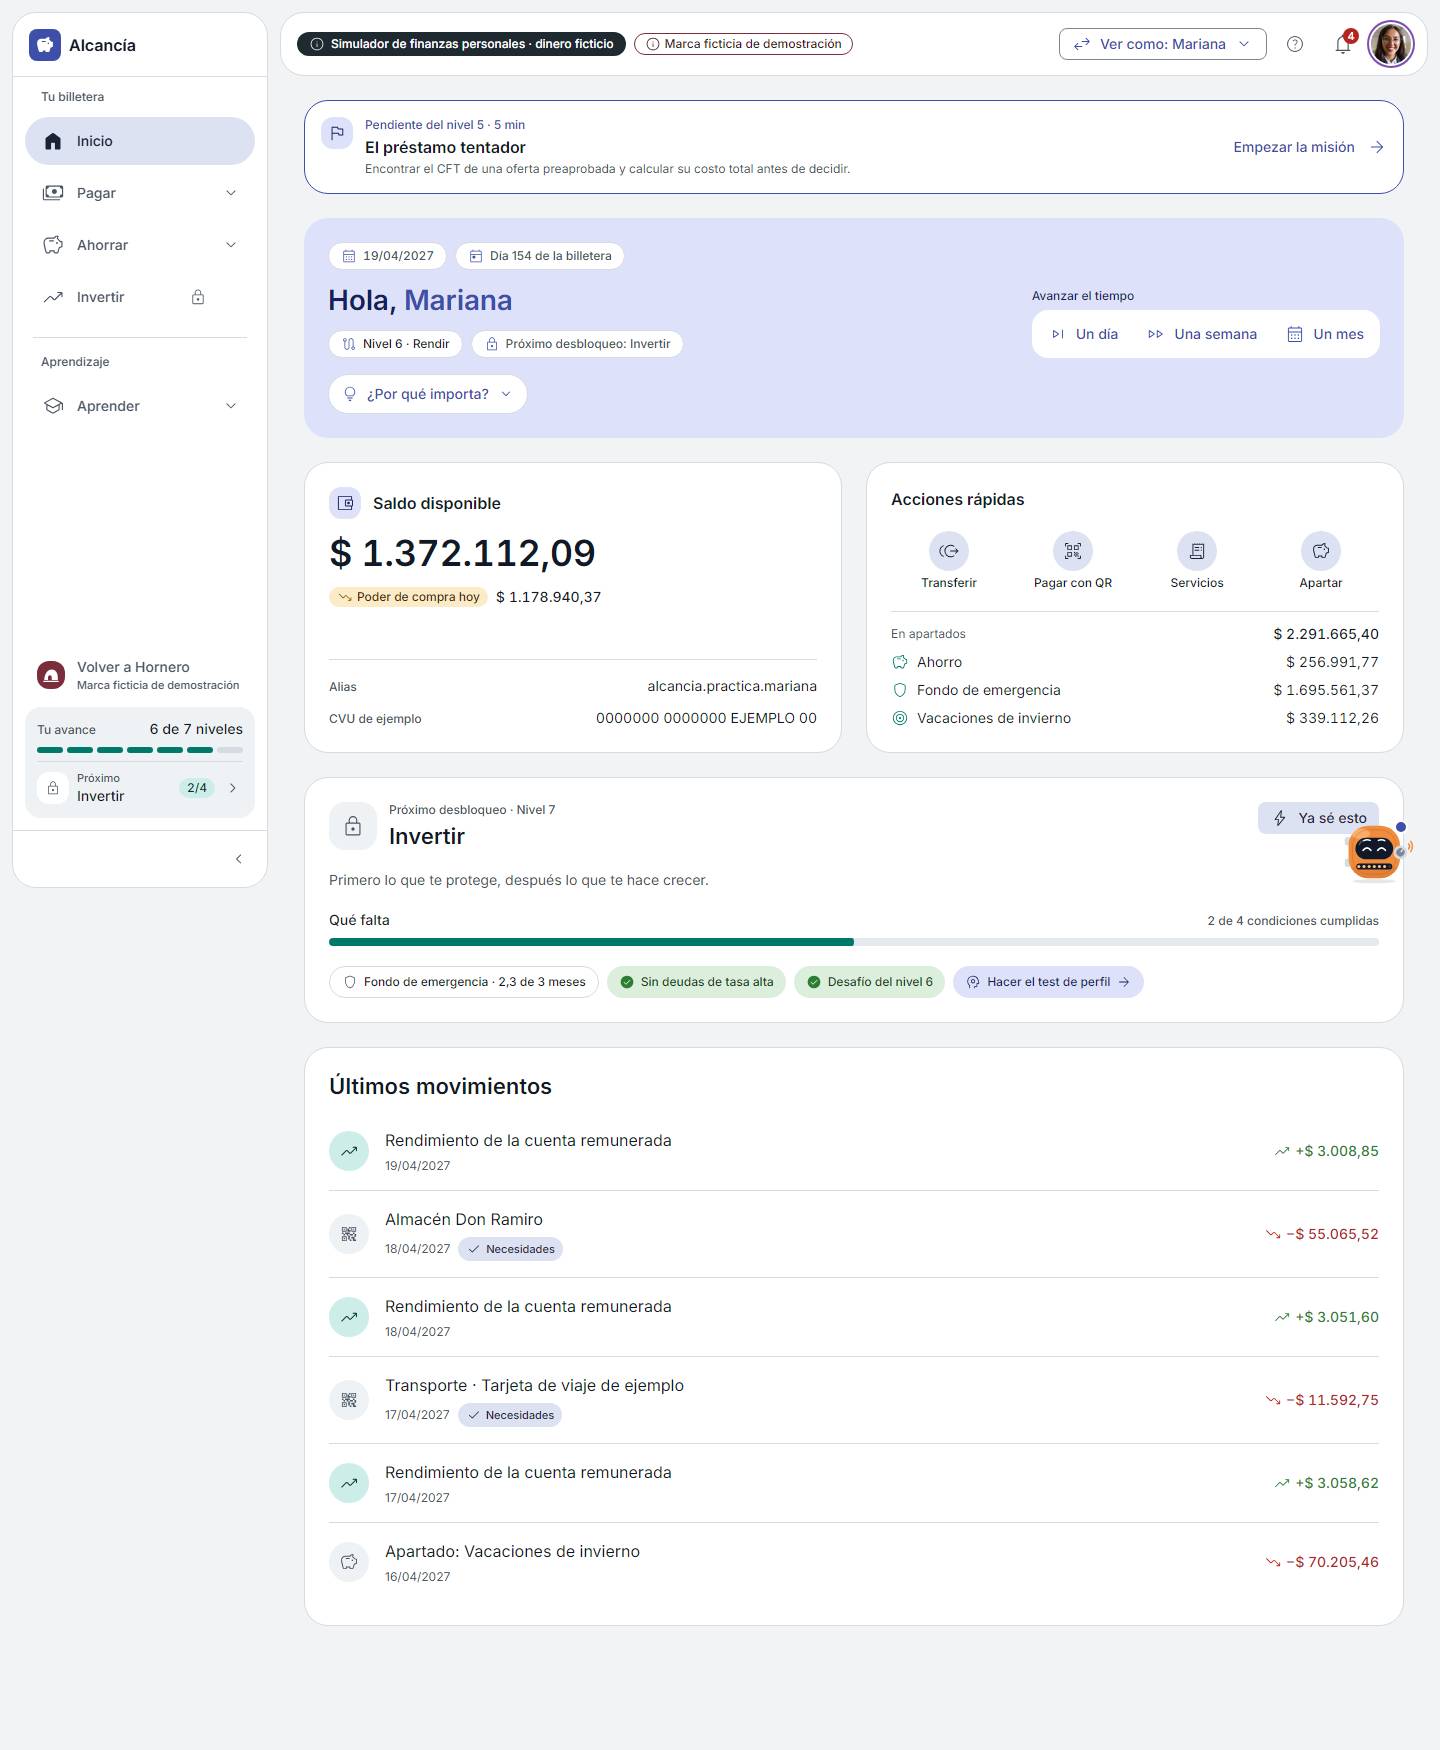 Alcancía
Tu billetera
Inicio
Pagar
Ahorrar
Invertir
Aprendizaje
Aprender
Volver a Hornero
Marca ficticia de demostración
Tu avance
6 de 7 niveles
Próximo
Invertir
2/4
Simulador de finanzas personales · dinero ficticio
Marca ficticia de demostración
Ver como: Mariana
4
Pendiente del nivel 5 · 5 min
El préstamo tentador
Encontrar el CFT de una oferta preaprobada y calcular su costo total antes de decidir.
Empezar la misión
19/04/2027
Día 154 de la billetera
Hola, Mariana
Nivel 6 · Rendir
Próximo desbloqueo: Invertir
¿Por qué importa?
Avanzar el tiempo
Un día
Una semana
Un mes
Saldo disponible
$ 1.372.112,09
Poder de compra hoy
$ 1.178.940,37
Alias
alcancia.practica.mariana
CVU de ejemplo
0000000 0000000 EJEMPLO 00
Acciones rápidas
Transferir
Pagar con QR
Servicios
Apartar
En apartados
$ 2.291.665,40
Ahorro
$ 256.991,77
Fondo de emergencia
$ 1.695.561,37
Vacaciones de invierno
$ 339.112,26
Próximo desbloqueo · Nivel 7
Invertir
Ya sé esto
Primero lo que te protege, después lo que te hace crecer.
Qué falta
2 de 4 condiciones cumplidas
Fondo de emergencia · 2,3 de 3 meses
Sin deudas de tasa alta
Desafío del nivel 6
Hacer el test de perfil
Últimos movimientos
Rendimiento de la cuenta remunerada
19/04/2027
+$ 3.008,85
Almacén Don Ramiro
18/04/2027
Necesidades
−$ 55.065,52
Rendimiento de la cuenta remunerada
18/04/2027
+$ 3.051,60
Transporte · Tarjeta de viaje de ejemplo
17/04/2027
Necesidades
−$ 11.592,75
Rendimiento de la cuenta remunerada
17/04/2027
+$ 3.058,62
Apartado: Vacaciones de invierno
16/04/2027
−$ 70.205,46